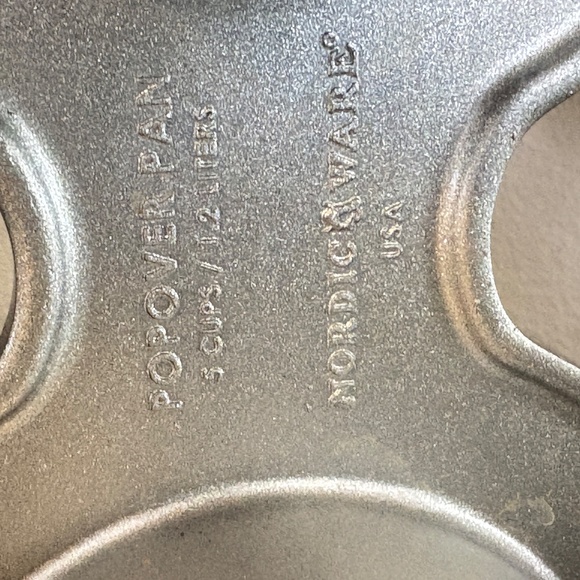 POPOVER PAN
5 CUPS / 1.2 LITERS
NORDIC WARE®
USA